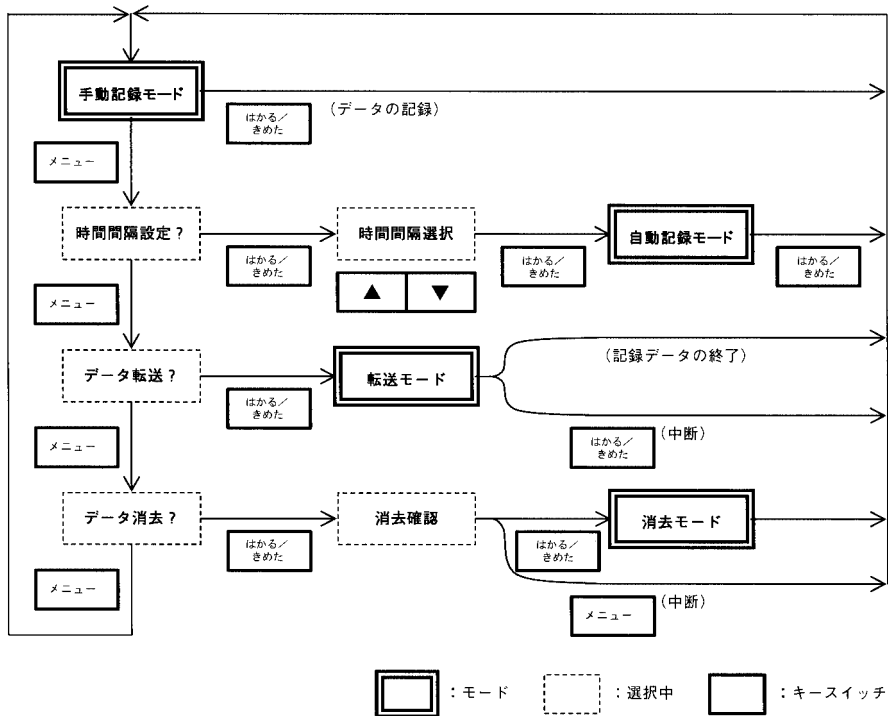 手動記録モード
はかる／
きめた
(データの記録)
メニュー
時間間隔設定？
はかる／
きめた
時間間隔選択
▲ ▼
はかる／
きめた
自動記録モード
はかる／
きめた
メニュー
データ転送？
はかる／
きめた
転送モード
(記録データの終了)
はかる／
きめた
(中断)
メニュー
データ消去？
はかる／
きめた
消去確認
はかる／
きめた
消去モード
メニュー
(中断)
メニュー
：モード
：選択中
：キースイッチ